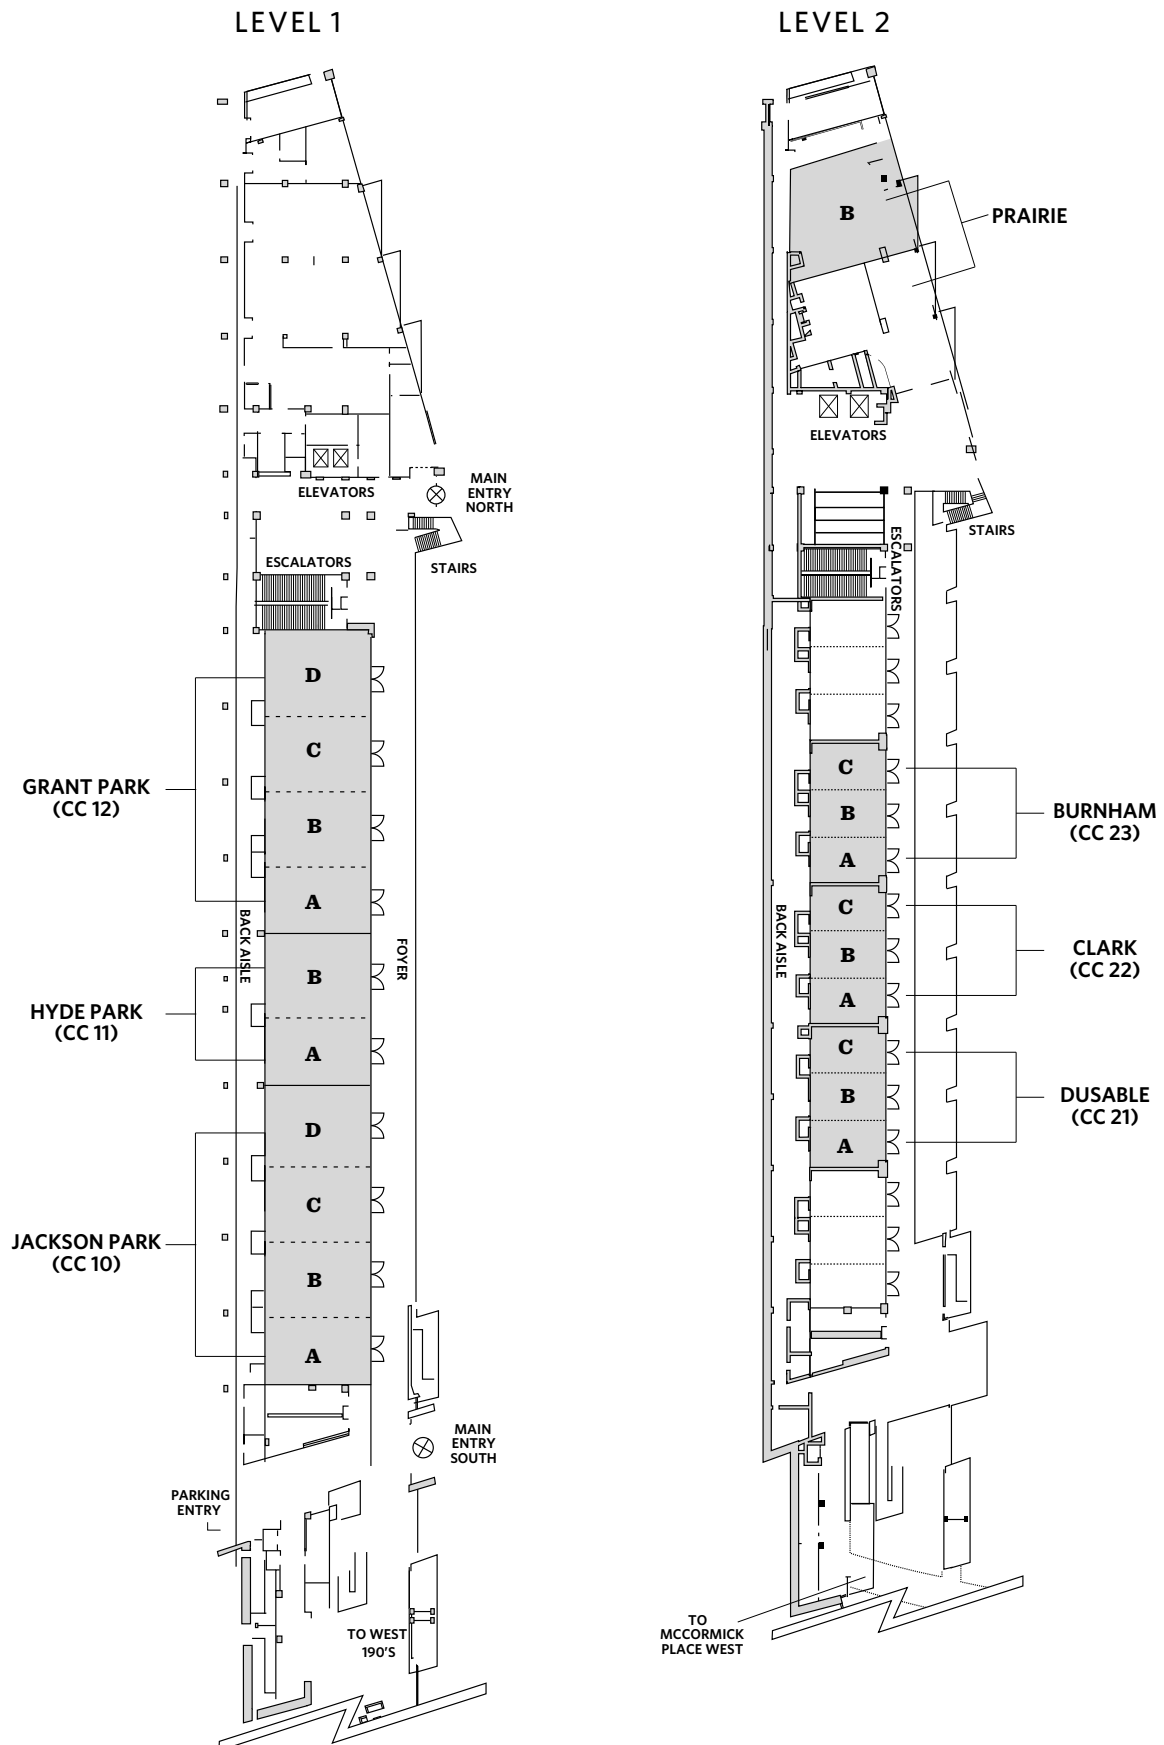 LEVEL 1
ELEVATORS
MAIN
ENTRY
NORTH
ESCALATORS
STAIRS
D
C
B
A
GRANT PARK
(CC 12)
BACK AISLE
FOYER
B
A
HYDE PARK
(CC 11)
D
C
B
A
JACKSON PARK
(CC 10)
MAIN
ENTRY
SOUTH
PARKING
ENTRY
TO WEST
190'S
LEVEL 2
B
PRAIRIE
ELEVATORS
STAIRS
ESCALATORS
C
B
A
BURNHAM
(CC 23)
BACK AISLE
C
B
A
CLARK
(CC 22)
C
B
A
DUSABLE
(CC 21)
TO
MCCORMICK
PLACE WEST